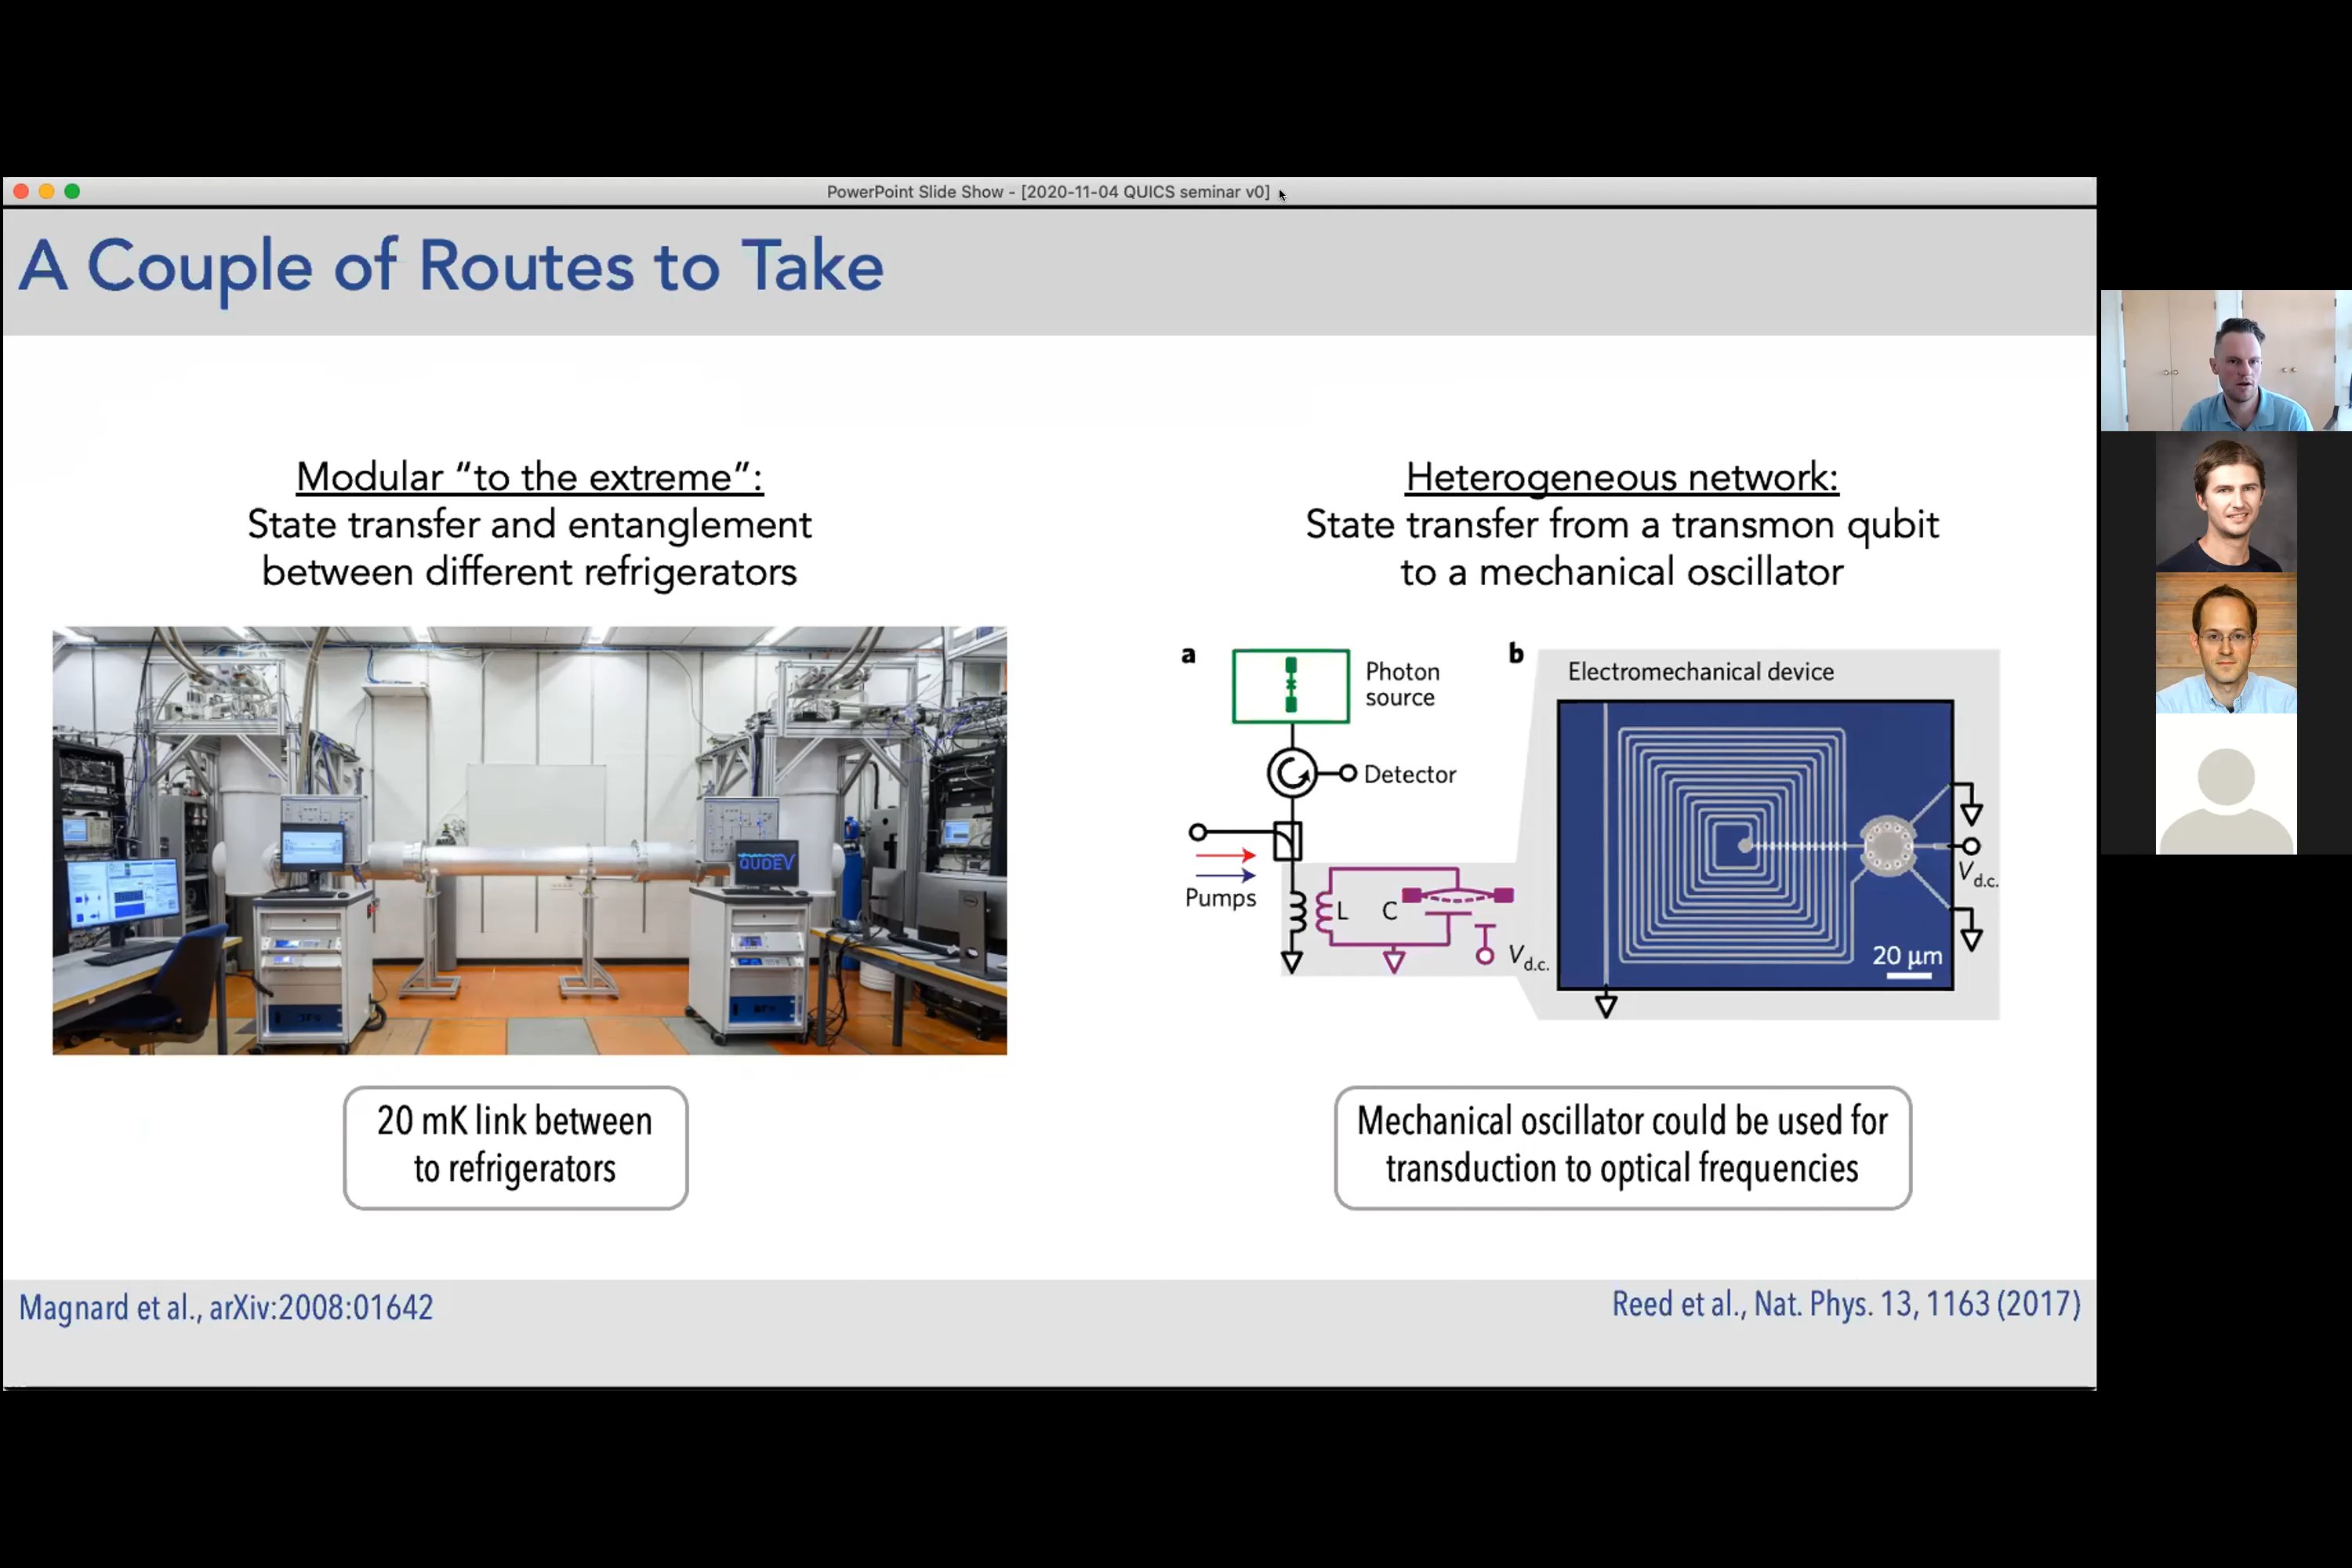 PowerPoint Slide Show - [2020-11-04 QUICS seminar v0]
A Couple of Routes to Take
Modular “to the extreme”:
State transfer and entanglement
between different refrigerators
QUDEV
20 mK link between
to refrigerators
Magnard et al., arXiv:2008:01642
Heterogeneous network:
State transfer from a transmon qubit
to a mechanical oscillator
a
Photon
source
Detector
Pumps
L
C
V d.c.
b
Electromechanical device
V d.c.
20 µm
Mechanical oscillator could be used for
transduction to optical frequencies
Reed et al., Nat. Phys. 13, 1163 (2017)